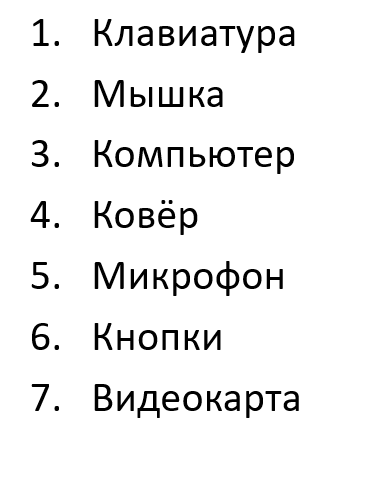 1. Клавиатура
2. Мышка
3. Компьютер
4. Ковёр
5. Микрофон
6. Кнопки
7. Видеокарта